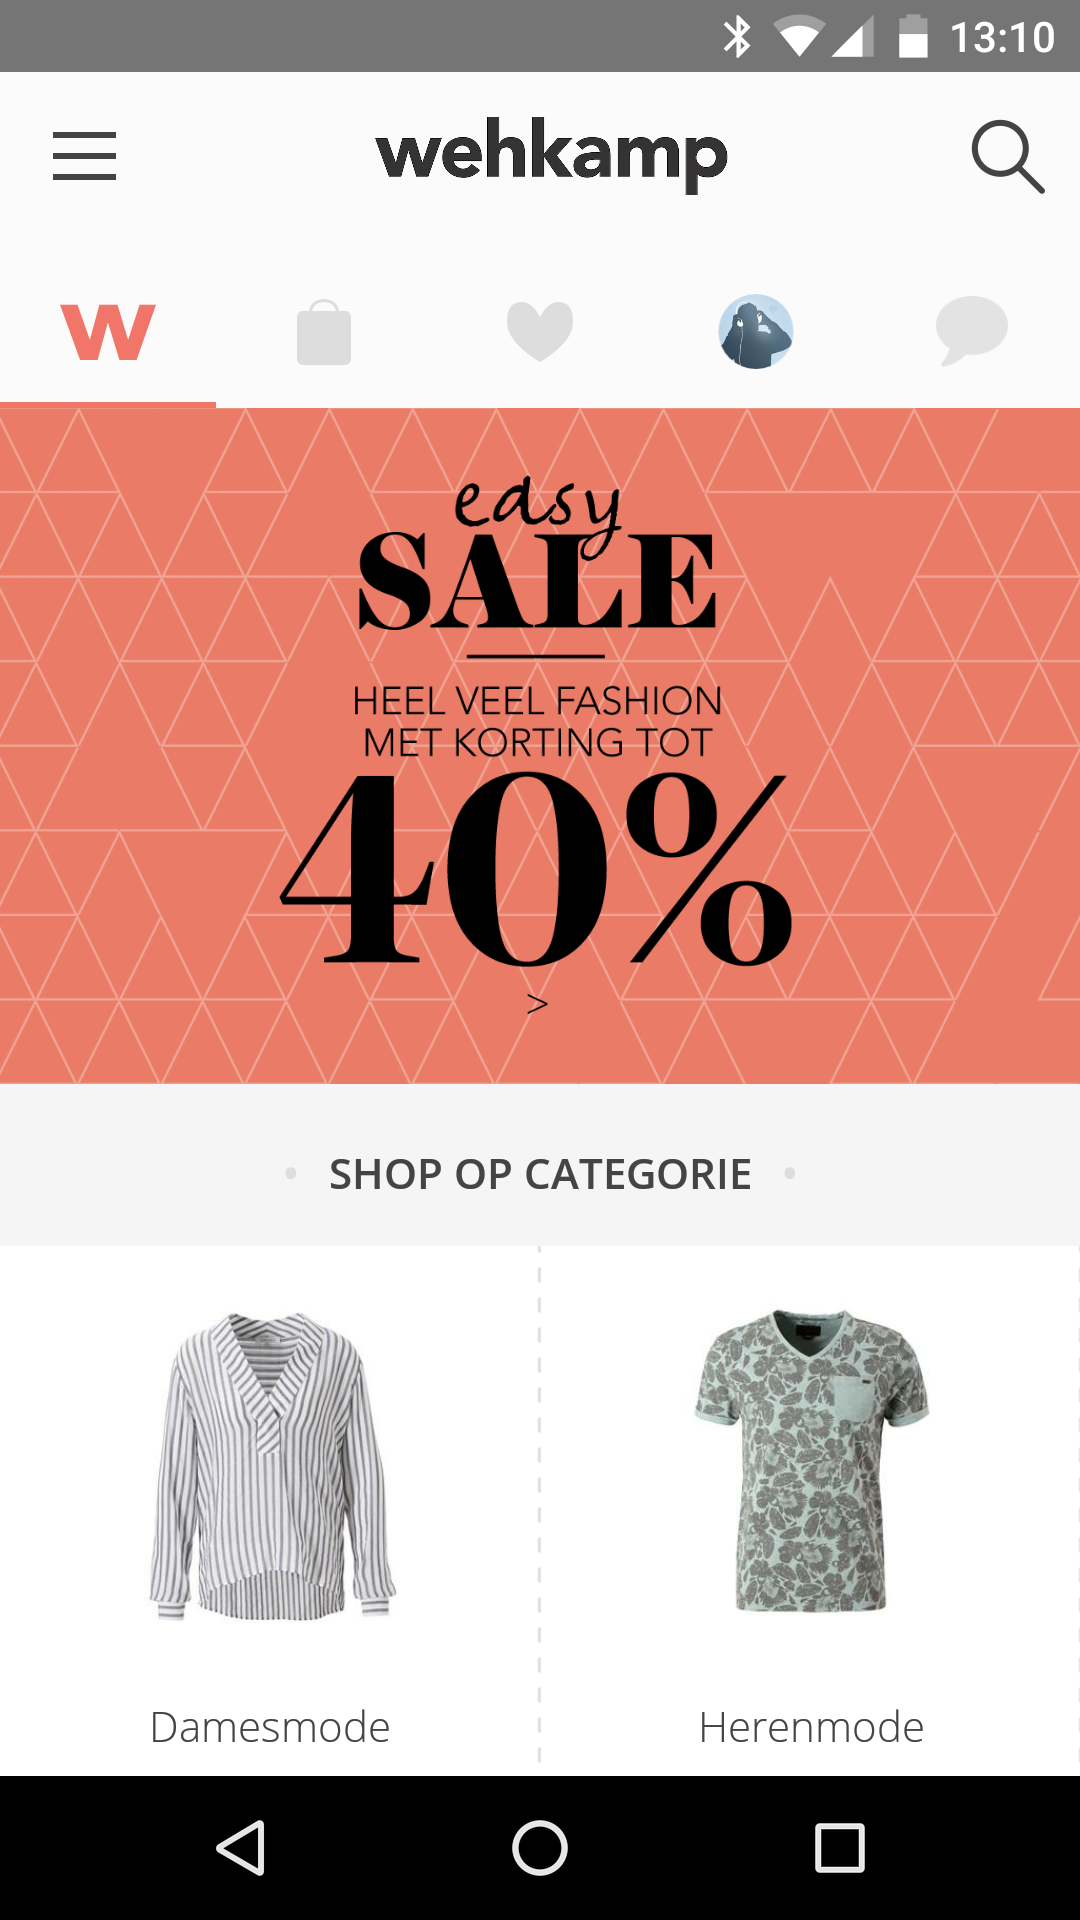 13:10
wehkamp
w
easy
SALE
HEEL VEEL FASHION
MET KORTING TOT
40%
>
SHOP OP CATEGORIE
Damesmode
Herenmode